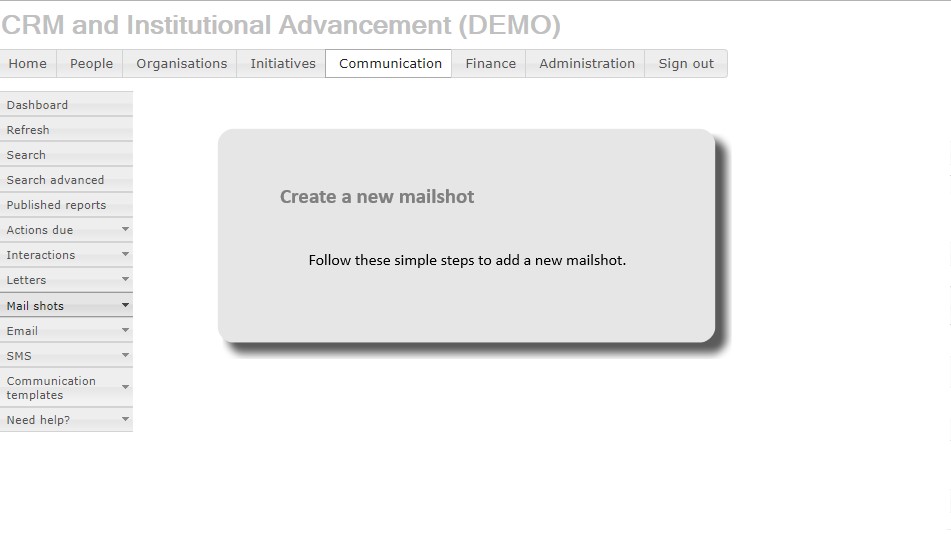 CRM and Institutional Advancement (DEMO)
Home People Organisations Initiatives Communication Finance Administration Sign out
Dashboard
Refresh
Search
Search advanced
Published reports
Actions due
Interactions
Letters
Mail shots
Email
SMS
Communication
templates
Need help?
Create a new mailshot
Follow these simple steps to add a new mailshot.